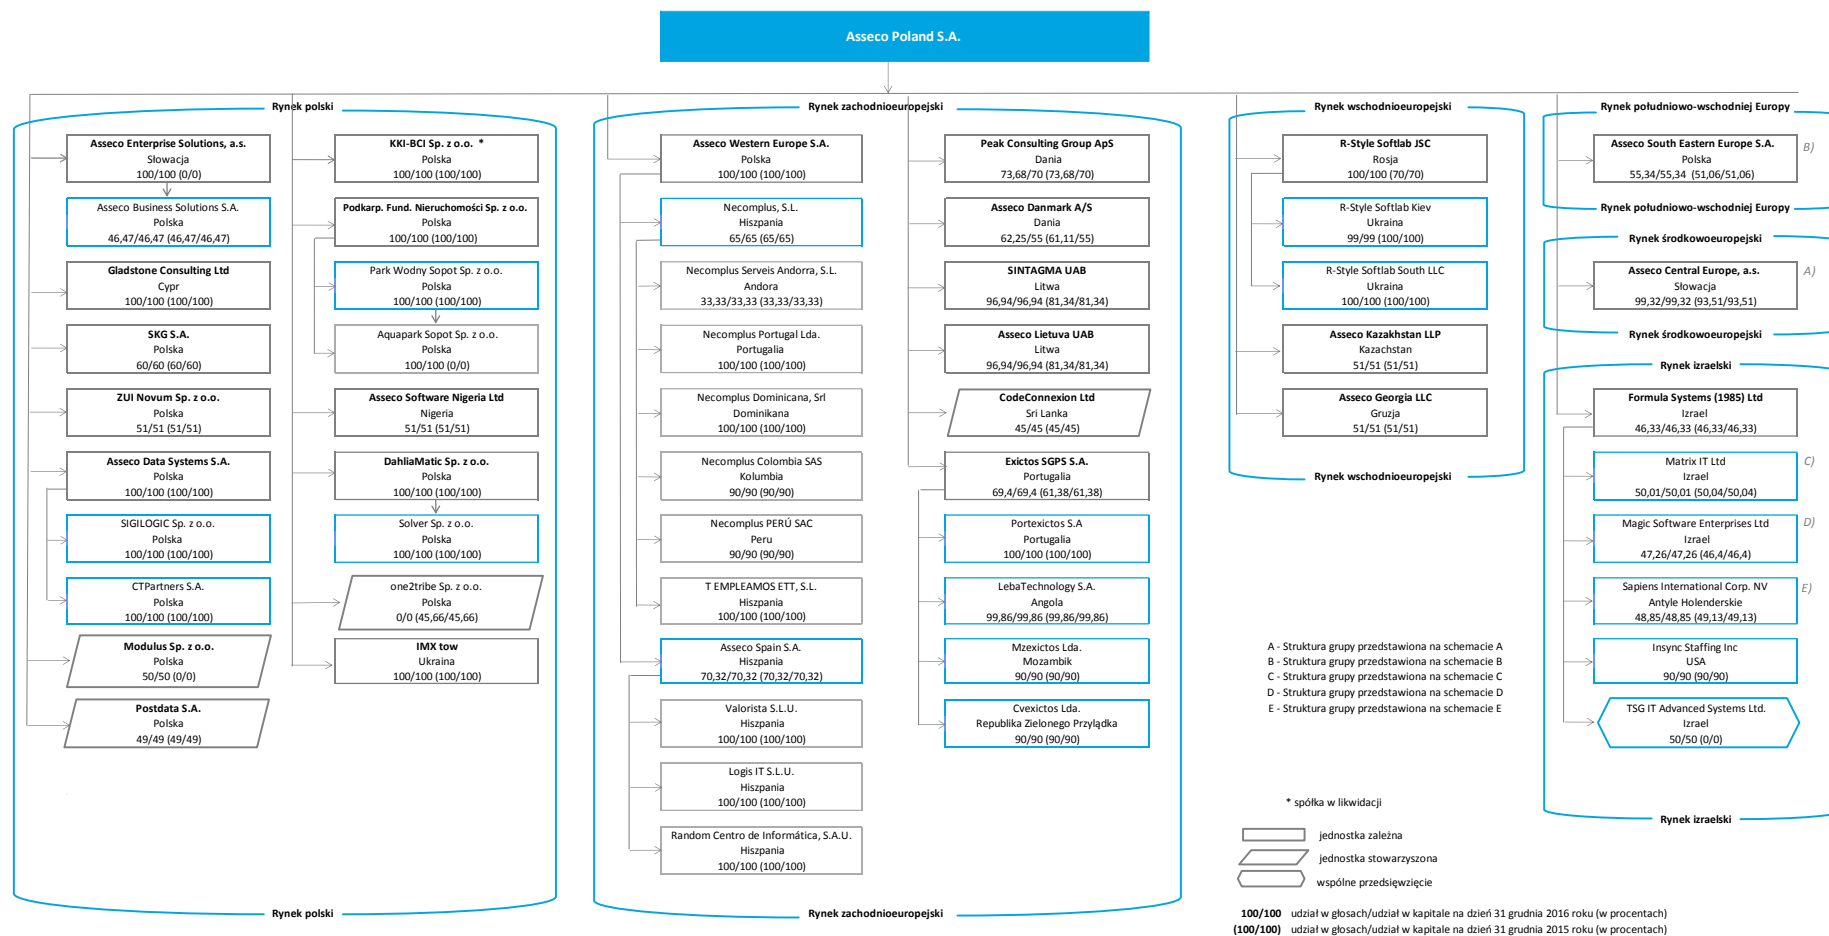 Asseco Poland S.A.
Rynek polski
Asseco Enterprise Solutions, a.s.
Słowacja
100/100 (0/0)
Asseco Business Solutions S.A.
Polska
46,47/46,47 (46,47/46,47)
Gladstone Consulting Ltd
Cypr
100/100 (100/100)
SKG S.A.
Polska
60/60 (60/60)
ZUI Novum Sp. z o.o.
Polska
51/51 (51/51)
Asseco Data Systems S.A.
Polska
100/100 (100/100)
SIGILOGIC Sp. z o.o.
Polska
100/100 (100/100)
CTPartners S.A.
Polska
100/100 (100/100)
Modulus Sp. z o.o.
Polska
50/50 (0/0)
Postdata S.A.
Polska
49/49 (49/49)
KKI-BCI Sp. z o.o. *
Polska
100/100 (100/100)
Podkarp. Fund. Nieruchomości Sp. z o.o.
Polska
100/100 (100/100)
Park Wodny Sopot Sp. z o.o.
Polska
100/100 (100/100)
Aquapark Sopot Sp. z o.o.
Polska
100/100 (0/0)
Asseco Software Nigeria Ltd
Nigeria
51/51 (51/51)
DahliaMatic Sp. z o.o.
Polska
100/100 (100/100)
Solver Sp. z o.o.
Polska
100/100 (100/100)
one2tribe Sp. z o.o.
Polska
0/0 (45,66/45,66)
IMX tow
Ukraina
100/100 (100/100)
Rynek polski
Rynek zachodnioeuropejski
Asseco Western Europe S.A.
Polska
100/100 (100/100)
Necomplus, S.L.
Hiszpania
65/65 (65/65)
Necomplus Serveis Andorra, S.L.
Andora
33,33/33,33 (33,33/33,33)
Necomplus Portugal Lda.
Portugalia
100/100 (100/100)
Necomplus Dominicana, Srl
Dominikana
100/100 (100/100)
Necomplus Colombia SAS
Kolumbia
90/90 (90/90)
Necomplus PERÚ SAC
Peru
90/90 (90/90)
T EMPLEAMOS ETT, S.L.
Hiszpania
100/100 (100/100)
Asseco Spain S.A.
Hiszpania
70,32/70,32 (70,32/70,32)
Valorista S.L.U.
Hiszpania
100/100 (100/100)
Logis IT S.L.U.
Hiszpania
100/100 (100/100)
Random Centro de Informática, S.A.U.
Hiszpania
100/100 (100/100)
Peak Consulting Group ApS
Dania
73,68/70 (73,68/70)
Asseco Danmark A/S
Dania
62,25/55 (61,11/55)
SINTAGMA UAB
Litwa
96,94/96,94 (81,34/81,34)
Asseco Lietuva UAB
Litwa
96,94/96,94 (81,34/81,34)
CodeConnexion Ltd
Sri Lanka
45/45 (45/45)
Exictos SGPS S.A.
Portugalia
69,4/69,4 (61,38/61,38)
Portexictos S.A
Portugalia
100/100 (100/100)
LebaTechnology S.A.
Angola
99,86/99,86 (99,86/99,86)
Mzexictos Lda.
Mozambik
90/90 (90/90)
Cvexictos Lda.
Republika Zielonego Przylądka
90/90 (90/90)
Rynek zachodnioeuropejski
Rynek wschodnioeuropejski
R-Style Softlab JSC
Rosja
100/100 (70/70)
R-Style Softlab Kiev
Ukraina
99/99 (100/100)
R-Style Softlab South LLC
Ukraina
100/100 (100/100)
Asseco Kazakhstan LLP
Kazachstan
51/51 (51/51)
Asseco Georgia LLC
Gruzja
51/51 (51/51)
Rynek wschodnioeuropejski
Rynek południowo-wschodniej Europy
Asseco South Eastern Europe S.A.
Polska
55,34/55,34 (51,06/51,06)
B)
Rynek południowo-wschodniej Europy
Rynek środkowoeuropejski
Asseco Central Europe, a.s.
Słowacja
99,32/99,32 (93,51/93,51)
A)
Rynek środkowoeuropejski
Rynek izraelski
Formula Systems (1985) Ltd
Izrael
46,33/46,33 (46,33/46,33)
Matrix IT Ltd
Izrael
50,01/50,01 (50,04/50,04)
C)
Magic Software Enterprises Ltd
Izrael
47,26/47,26 (46,4/46,4)
D)
Sapiens International Corp. NV
Antyle Holenderskie
48,85/48,85 (49,13/49,13)
E)
Insync Staffing Inc
USA
90/90 (90/90)
TSG IT Advanced Systems Ltd.
Izrael
50/50 (0/0)
Rynek izraelski
A - Struktura grupy przedstawiona na schemacie A
B - Struktura grupy przedstawiona na schemacie B
C - Struktura grupy przedstawiona na schemacie C
D - Struktura grupy przedstawiona na schemacie D
E - Struktura grupy przedstawiona na schemacie E
* spółka w likwidacji
jednostka zależna
jednostka stowarzyszona
wspólne przedsięwzięcie
100/100 udział w głosach/udział w kapitale na dzień 31 grudnia 2016 roku (w procentach)
(100/100) udział w głosach/udział w kapitale na dzień 31 grudnia 2015 roku (w procentach)